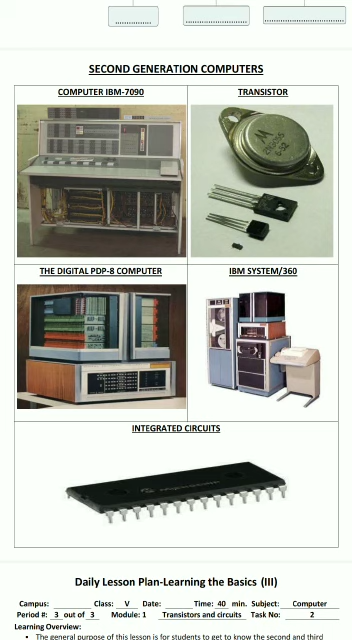 SECOND GENERATION COMPUTERS
COMPUTER IBM-7090
TRANSISTOR
THE DIGITAL PDP-8 COMPUTER
IBM SYSTEM/360
INTEGRATED CIRCUITS
Daily Lesson Plan-Learning the Basics (III)
Campus: Class: V Date: Time: 40 min. Subject: Computer
Period #: 3 out of 3 Module: 1 Transistors and circuits Task No: 2
Learning Overview:
• The general purpose of this lesson is for students to get to know the second and third